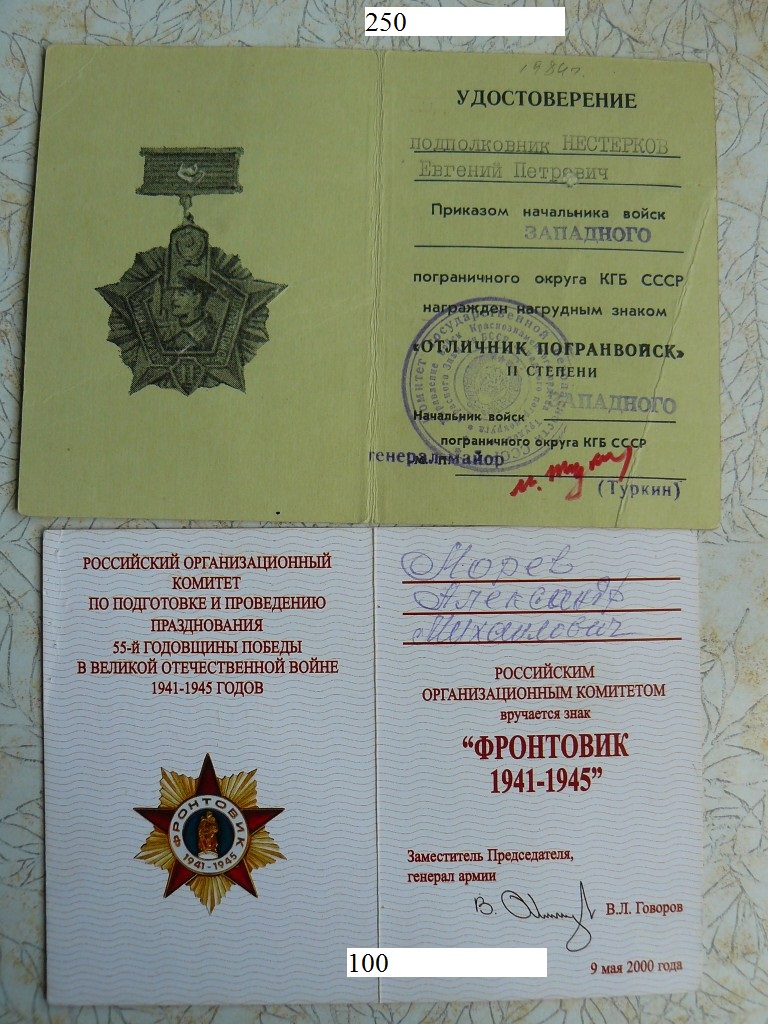 250
1984г.
УДОСТОВЕРЕНИЕ
подполковник НЕСТЕРКОВ
Евгений Петрович
Приказом начальника войск
ЗАПАДНОГО
пограничного округа КГБ СССР
награжден нагрудным знаком
«ОТЛИЧНИК ПОГРАНВОЙСК»
II СТЕПЕНИ
ЗАПАДНОГО
Начальник войск
пограничного округа КГБ СССР
генерал-майор
(Туркин)
РОССИЙСКИЙ ОРГАНИЗАЦИОННЫЙ
КОМИТЕТ
ПО ПОДГОТОВКЕ И ПРОВЕДЕНИЮ
ПРАЗДНОВАНИЯ
55-й ГОДОВЩИНЫ ПОБЕДЫ
В ВЕЛИКОЙ ОТЕЧЕСТВЕННОЙ ВОЙНЕ
1941-1945 ГОДОВ
ФРОНТОВИК
1941-1945
Морев
Александр
Михайлович
РОССИЙСКИМ
ОРГАНИЗАЦИОННЫМ КОМИТЕТОМ
вручается знак
“ФРОНТОВИК
1941-1945”
Заместитель Председателя,
генерал армии
В.Л. Говоров
9 мая 2000 года
100